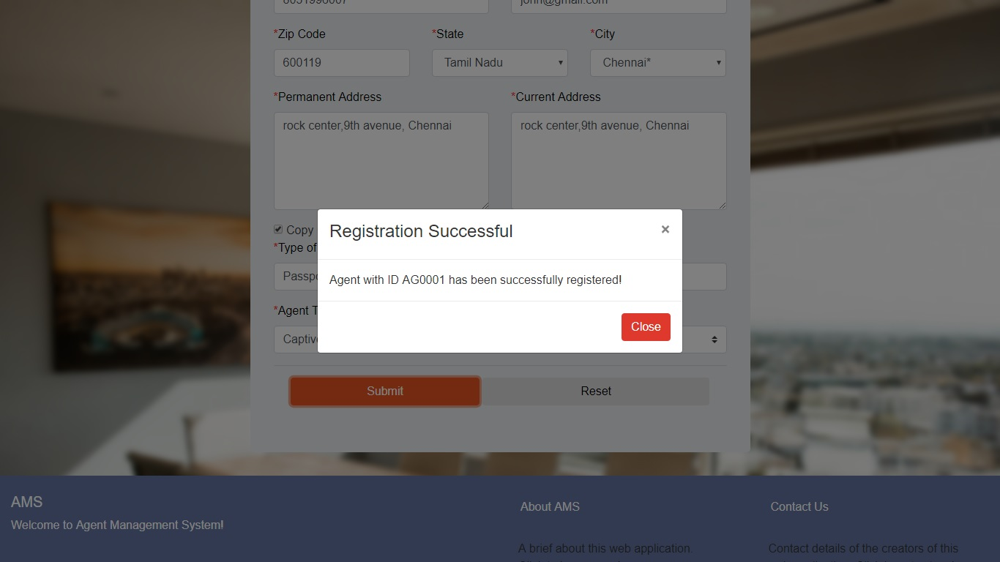 john@gmail.com
*Zip Code *State *City
600119 Tamil Nadu Chennai*
*Permanent Address *Current Address
rock center,9th avenue, Chennai rock center,9th avenue, Chennai
Copy
*Type of
Registration Successful ×
Agent with ID AG0001 has been successfully registered!
Close
*Agent T
Submit Reset
AMS
Welcome to Agent Management System!
About AMS
A brief about this web application.
Contact Us
Contact details of the creators of this